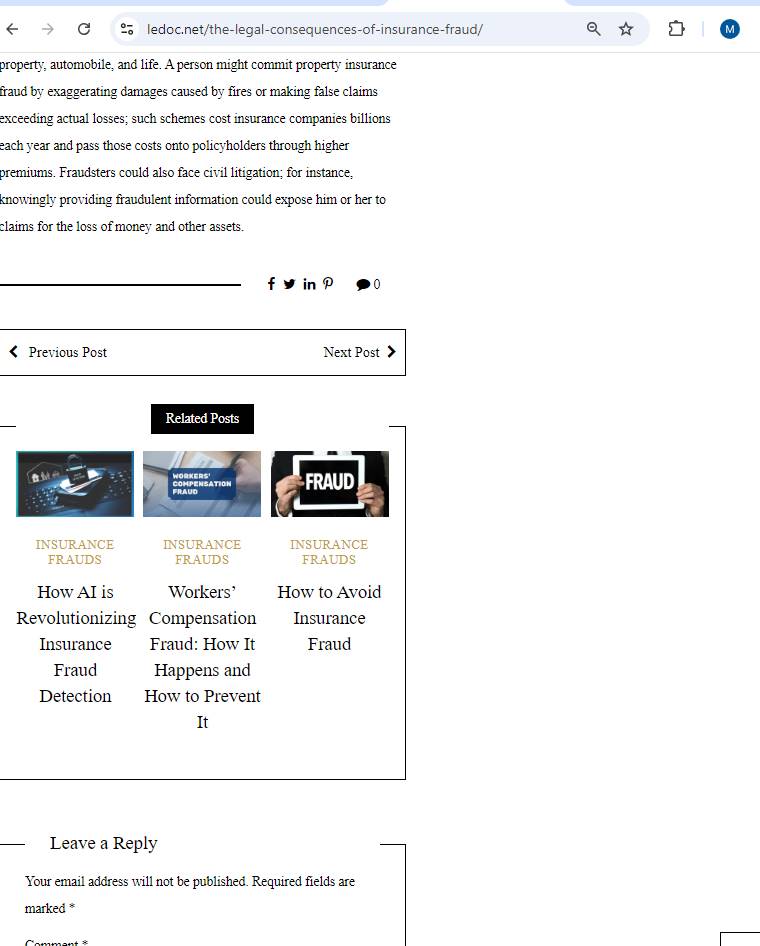 ledoc.net/the-legal-consequences-of-insurance-fraud/
M
property, automobile, and life. A person might commit property insurance
fraud by exaggerating damages caused by fires or making false claims
exceeding actual losses; such schemes cost insurance companies billions
each year and pass those costs onto policyholders through higher
premiums. Fraudsters could also face civil litigation; for instance,
knowingly providing fraudulent information could expose him or her to
claims for the loss of money and other assets.
0
Previous Post
Next Post
Related Posts
WORKERS'
COMPENSATION
FRAUD
FRAUD
INSURANCE
FRAUDS
How AI is
Revolutionizing
Insurance
Fraud
Detection
INSURANCE
FRAUDS
Workers’
Compensation
Fraud: How It
Happens and
How to Prevent
It
INSURANCE
FRAUDS
How to Avoid
Insurance
Fraud
Leave a Reply
Your email address will not be published. Required fields are
marked *
Comment *